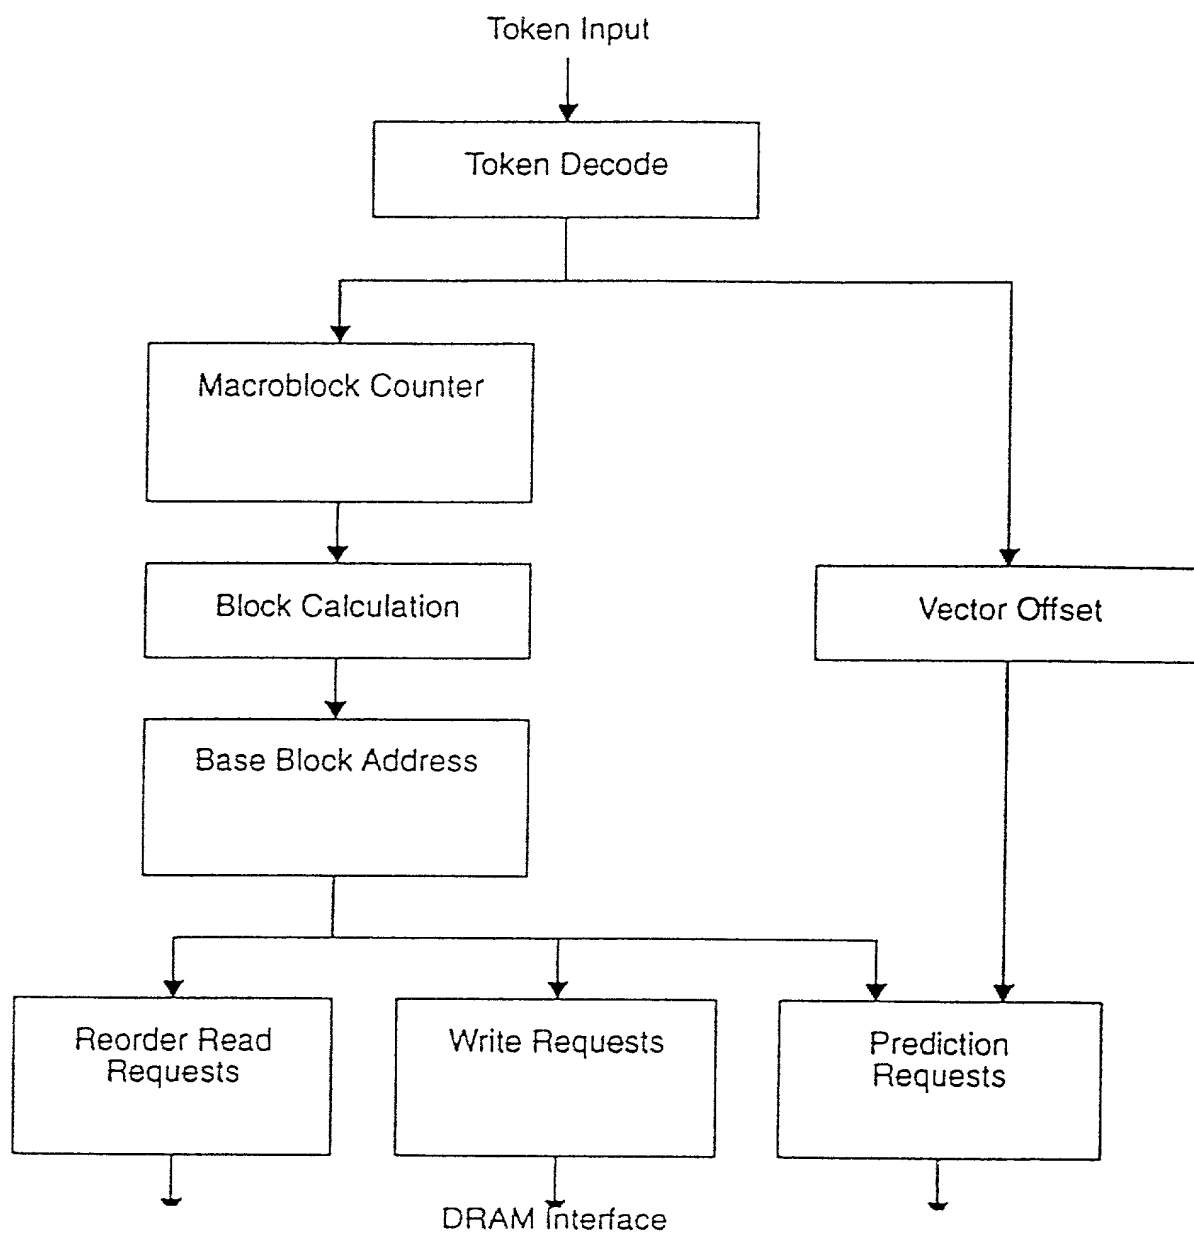 Token Input
Token Decode
Macroblock Counter
Block Calculation
Vector Offset
Base Block Address
Reorder Read
Requests
Write Requests
Prediction
Requests
DRAM Interface